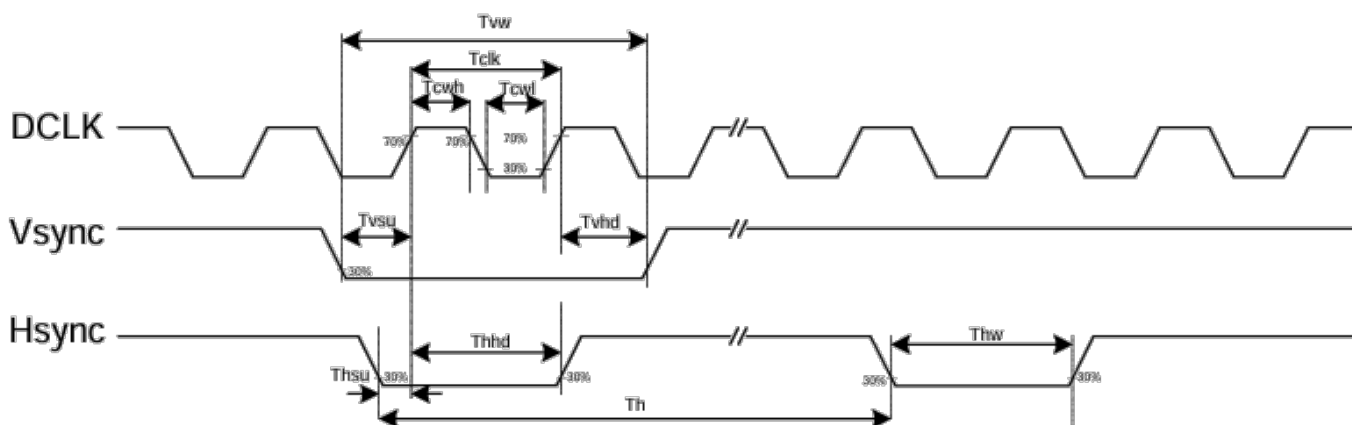 Tvw
Tclk
Tcwh Tcwl
DCLK 70% 70% 70%
30%
Tvsu Tvhd
Vsync
30%
Hsync Thhd Thw
Thsu 30% 30% 30% 30%
Th